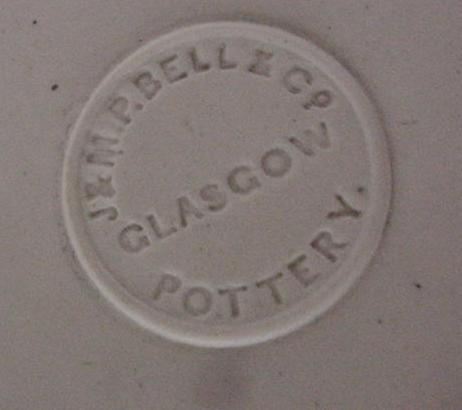 J & M.P. BELL & Co.
GLASGOW
POTTERY.